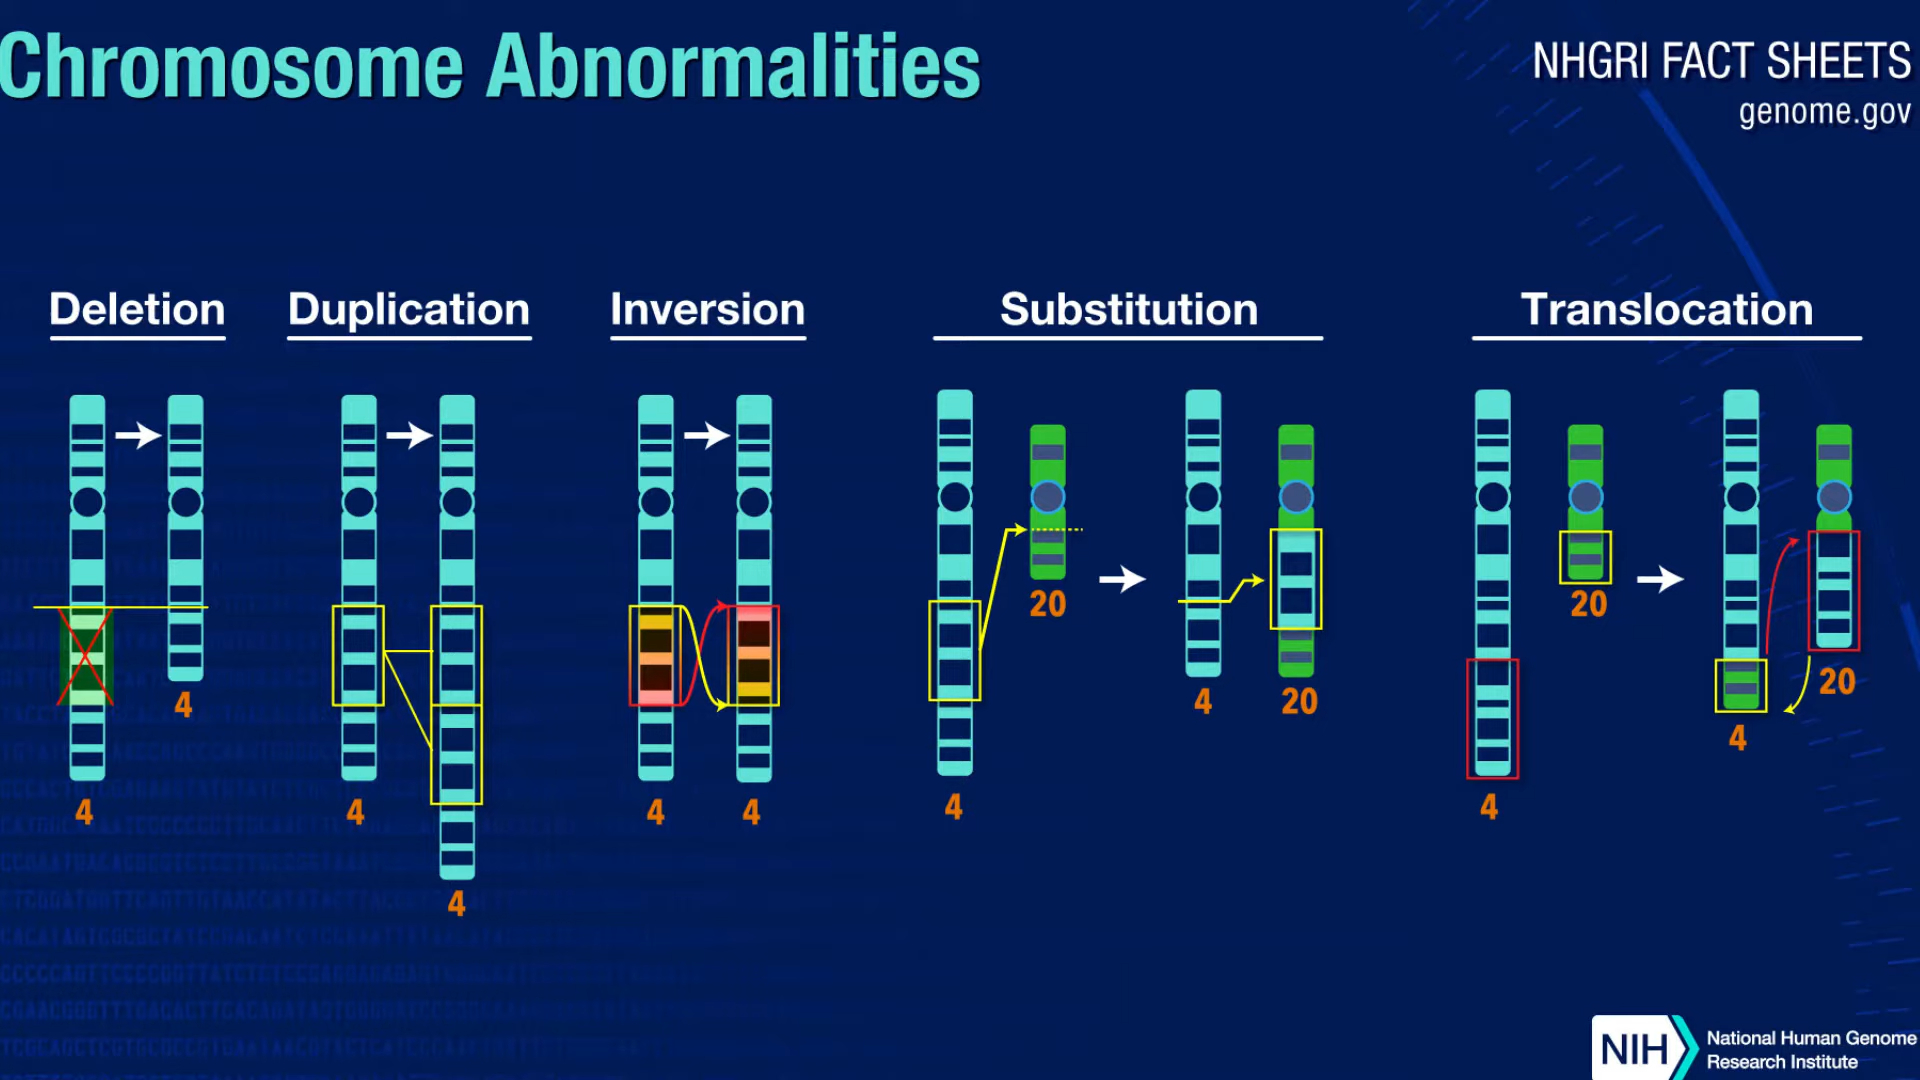 Chromosome Abnormalities
NHGRI FACT SHEETS
genome.gov
Deletion
Duplication
Inversion
Substitution
Translocation
4
4
4
4
4
4
4
20
4
20
4
20
4
20
NIH
National Human Genome
Research Institute